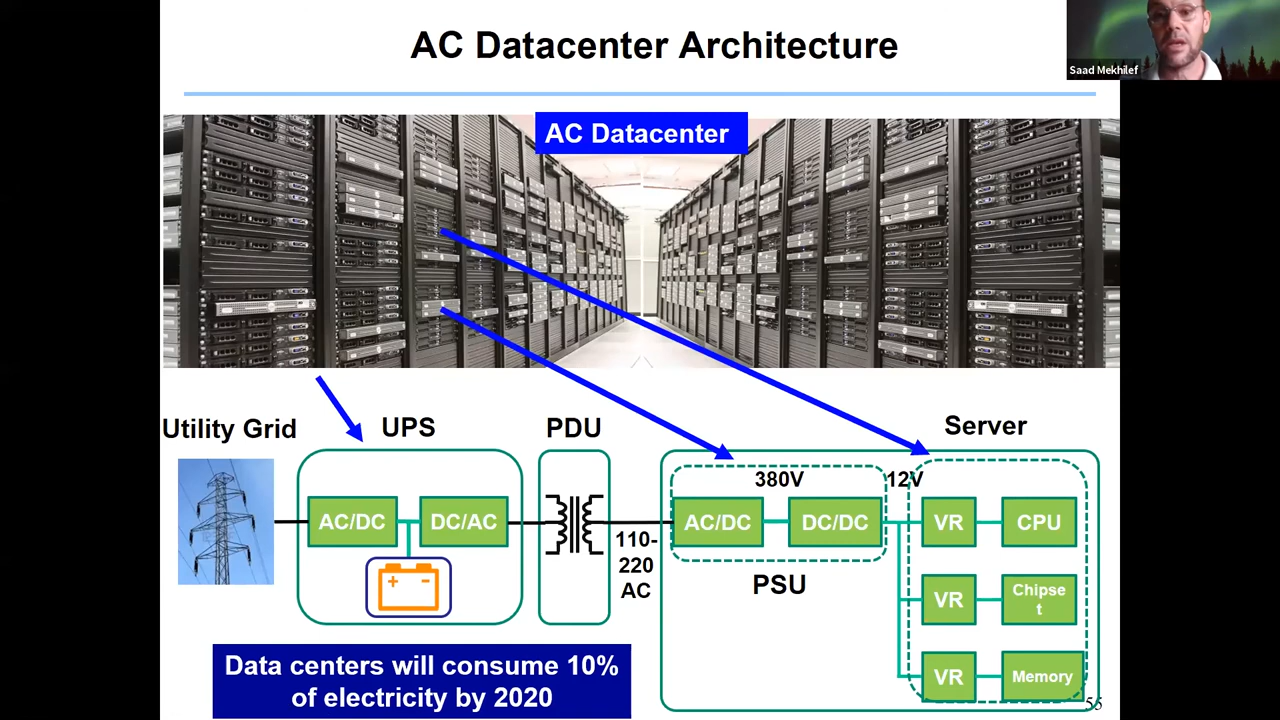 AC Datacenter Architecture
Saad Mekhilef
AC Datacenter
Utility Grid
UPS
PDU
Server
380V
12V
AC/DC
DC/AC
AC/DC
DC/DC
VR
CPU
110-
220
AC
PSU
+ -
VR
Chipse
t
VR
Memory
Data centers will consume 10%
of electricity by 2020
55